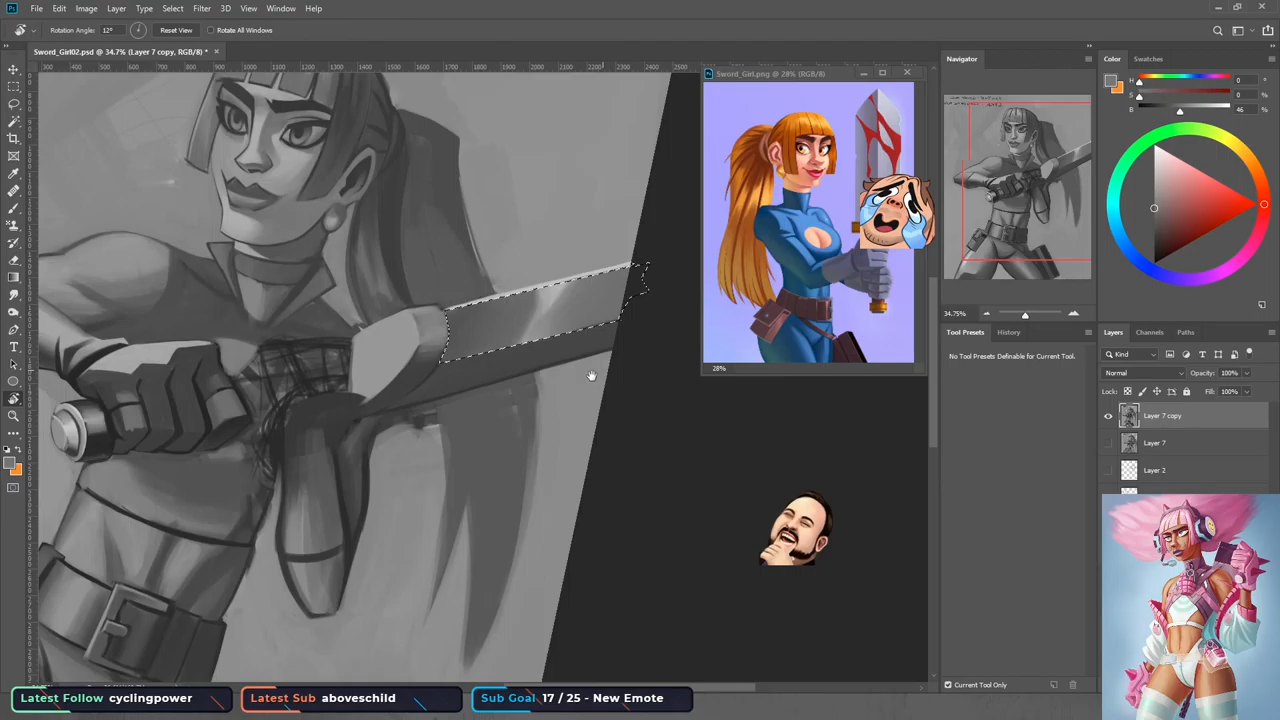 File Edit Image Layer Type Select Filter 3D View Window Help
Rotation Angle: 12° Reset View Rotate All Windows
Sword_Girl02.psd @ 34.7% (Layer 7 copy, RGB/8) *
Sword_Girl.png @ 28% (RGB/8)
28%
Navigator
34.75%
Tool Presets History
No Tool Presets Definable for Current Tool.
Current Tool Only
Color Swatches
H 0 °
S 0 %
B 46 %
Layers Channels Paths
Kind
Normal Opacity: 100%
Lock: Fill: 100%
Layer 7 copy
Layer 7
Layer 2
Latest Follow cyclingpower
Latest Sub aboveschild
Sub Goal 17 / 25 - New Emote